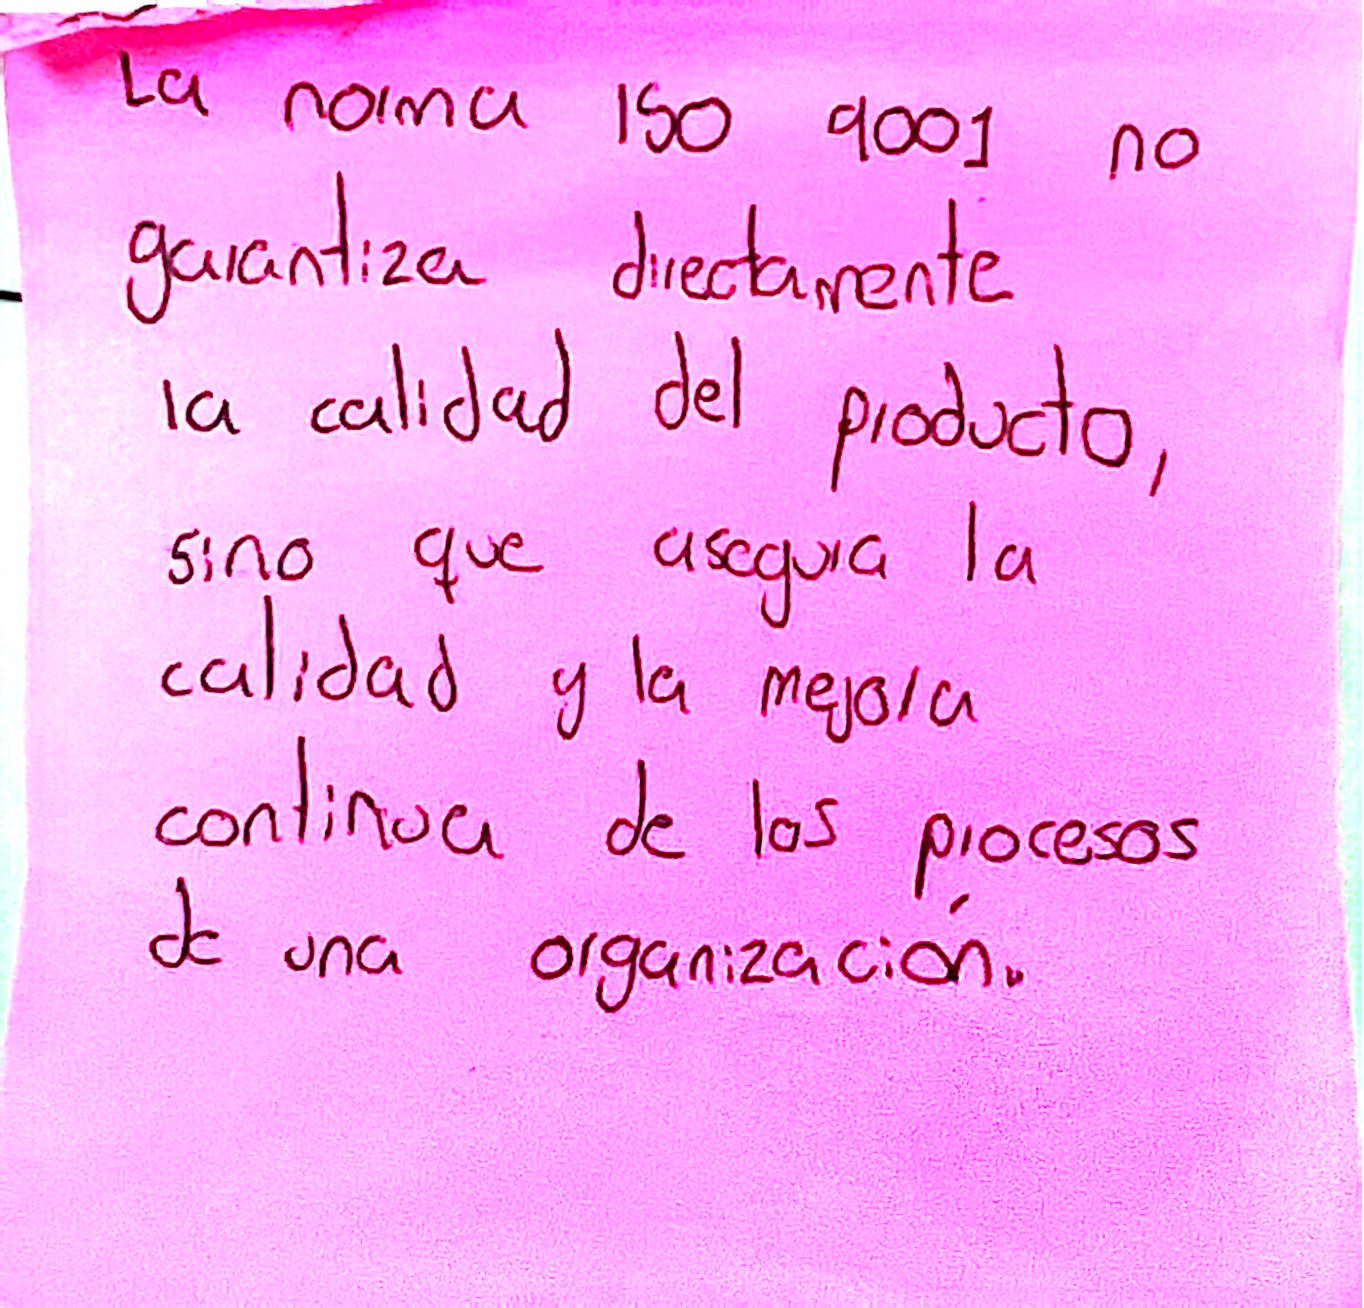 La norma ISO 9001 no
garantiza directamente
la calidad del producto,
sino que asegura la
calidad y la mejora
continua de los procesos
de una organización.